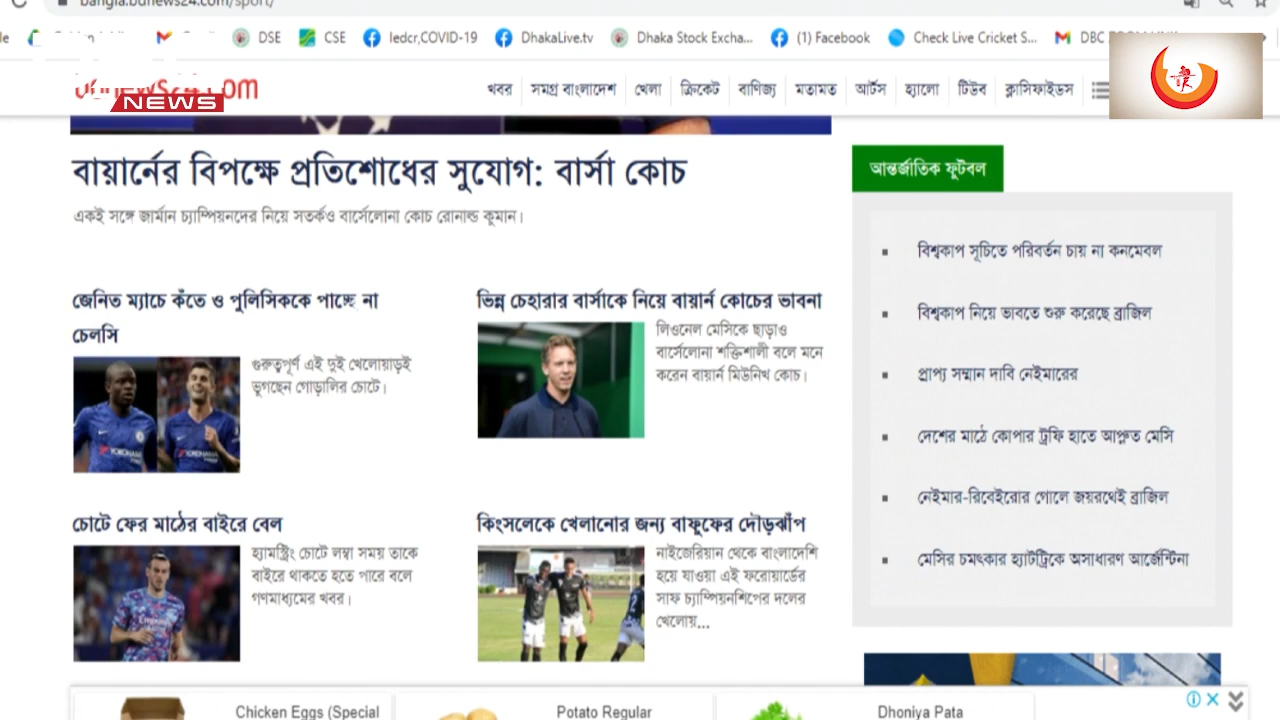 bangla.bdnews24.com/sport/
DSE
CSE
Iedcr,COVID-19
DhakaLive.tv
Dhaka Stock Excha...
(1) Facebook
Check Live Cricket S...
NEWS
খবর
সমগ্র বাংলাদেশ
খেলা
ক্রিকেট
বাণিজ্য
মতামত
আর্টস
হ্যালো
টিউব
ক্লাসিফাইডস
বায়ার্নের বিপক্ষে প্রতিশোধের সুযোগ: বার্সা কোচ
একই সঙ্গে জার্মান চ্যাম্পিয়নদের নিয়ে সতর্কও বার্সেলোনা কোচ রোনাল্ড কুমান।
জেনিত ম্যাচে কঁতে ও পুলিসিককে পাচ্ছে না
চেলসি
গুরুত্বপূর্ণ এই দুই খেলোয়াড়ই
ভুগছেন গোড়ালির চোটে।
ভিন্ন চেহারার বার্সাকে নিয়ে বায়ার্ন কোচের ভাবনা
লিওনেল মেসিকে ছাড়াও
বার্সেলোনা শক্তিশালী বলে মনে
করেন বায়ার্ন মিউনিখ কোচ।
চোটে ফের মাঠের বাইরে বেল
হ্যামস্ট্রিং চোটে লম্বা সময় তাকে
বাইরে থাকতে হতে পারে বলে
গণমাধ্যমের খবর।
কিংসলেকে খেলানোর জন্য বাফুফের দৌড়ঝাঁপ
নাইজেরিয়ান থেকে বাংলাদেশি
হয়ে যাওয়া এই ফরোয়ার্ডের
সাফ চ্যাম্পিয়নশিপের দলের
খেলোয়...
আন্তর্জাতিক ফুটবল
বিশ্বকাপ সূচিতে পরিবর্তন চায় না কনমেবল
বিশ্বকাপ নিয়ে ভাবতে শুরু করেছে ব্রাজিল
প্রাপ্য সম্মান দাবি নেইমারের
দেশের মাঠে কোপার ট্রফি হাতে আপ্লুত মেসি
নেইমার-রিবেইরোর গোলে জয়রথেই ব্রাজিল
মেসির চমৎকার হ্যাটট্রিকে অসাধারণ আর্জেন্টিনা
Chicken Eggs (Special
Potato Regular
Dhoniya Pata